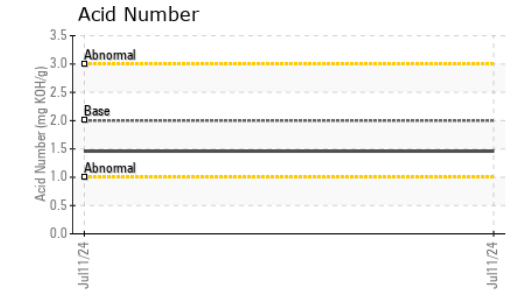 Acid Number
Acid Number (mg KOH/g)
3.5
3.0
2.5
2.0
1.5
1.0
0.5
0.0
Abnormal
Base
Abnormal
Jul11/24
Jul11/24